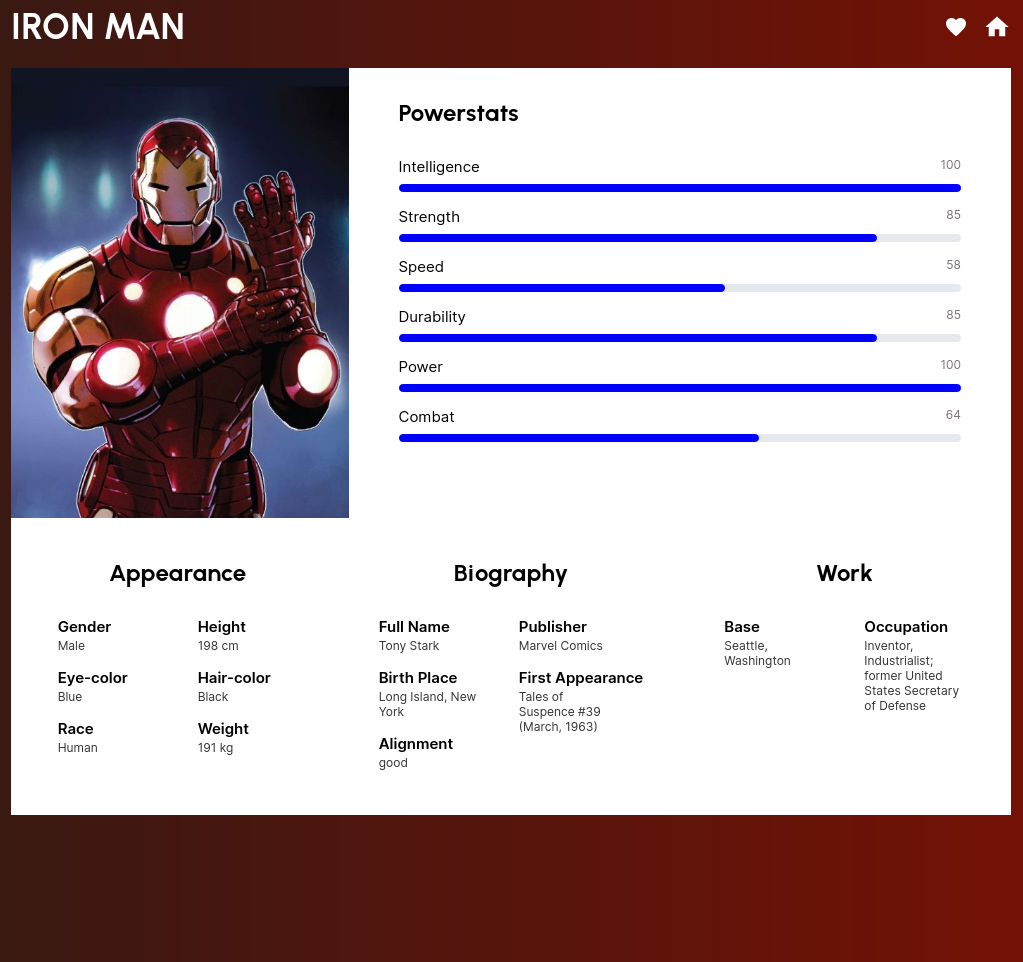 IRON MAN
Powerstats
Intelligence 100
Strength 85
Speed 58
Durability 85
Power 100
Combat 64
Appearance
Gender
Male
Height
198 cm
Eye-color
Blue
Hair-color
Black
Race
Human
Weight
191 kg
Biography
Full Name
Tony Stark
Publisher
Marvel Comics
Birth Place
Long Island, New
York
First Appearance
Tales of
Suspence #39
(March, 1963)
Alignment
good
Work
Base
Seattle,
Washington
Occupation
Inventor,
Industrialist;
former United
States Secretary
of Defense